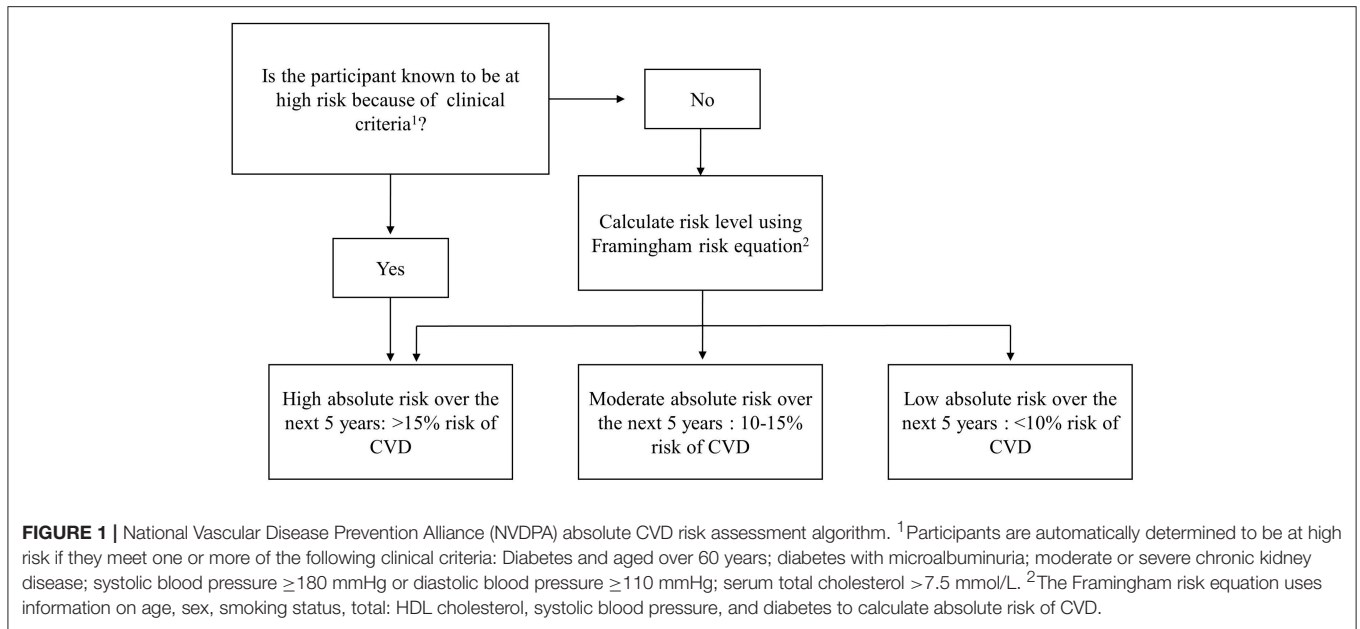 Is the participant known to be at
high risk because of clinical
criteria¹?
No
Calculate risk level using
Framingham risk equation²
Yes
High absolute risk over the
next 5 years: >15% risk of
CVD
Moderate absolute risk over
the next 5 years : 10-15%
risk of CVD
Low absolute risk over the
next 5 years : <10% risk of
CVD
FIGURE 1 | National Vascular Disease Prevention Alliance (NVDPA) absolute CVD risk assessment algorithm. ¹Participants are automatically determined to be at high
risk if they meet one or more of the following clinical criteria: Diabetes and aged over 60 years; diabetes with microalbuminuria; moderate or severe chronic kidney
disease; systolic blood pressure ≥180 mmHg or diastolic blood pressure ≥110 mmHg; serum total cholesterol >7.5 mmol/L. ²The Framingham risk equation uses
information on age, sex, smoking status, total: HDL cholesterol, systolic blood pressure, and diabetes to calculate absolute risk of CVD.